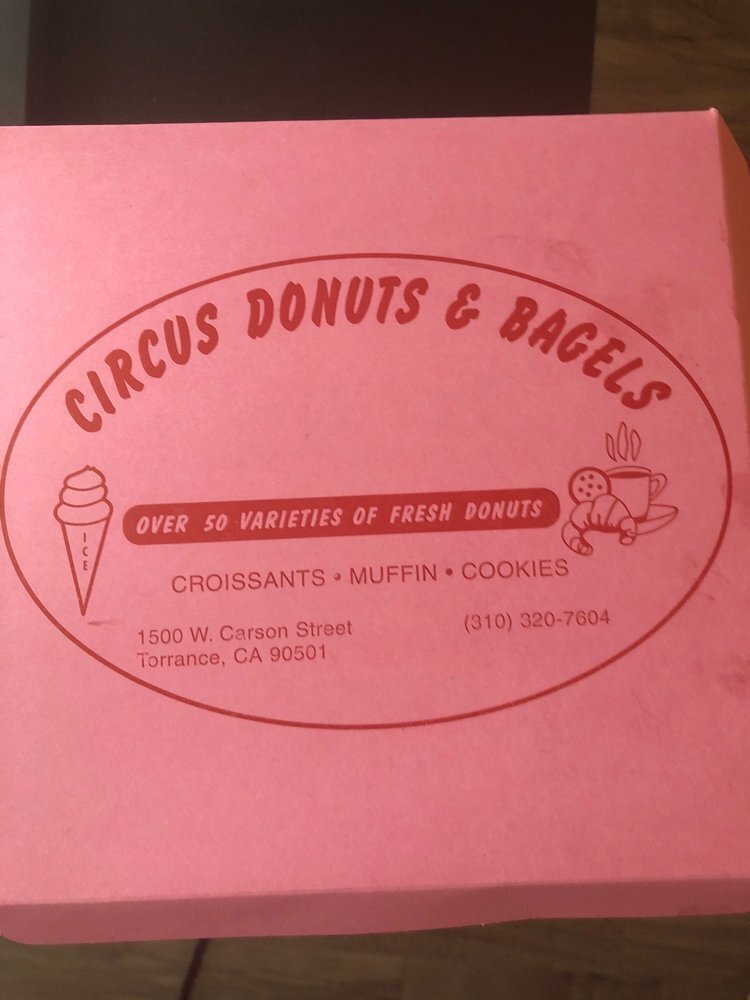 CIRCUS DONUTS & BAGELS
ICE
OVER 50 VARIETIES OF FRESH DONUTS
CROISSANTS • MUFFIN • COOKIES
1500 W. Carson Street
Torrance, CA 90501
(310) 320-7604